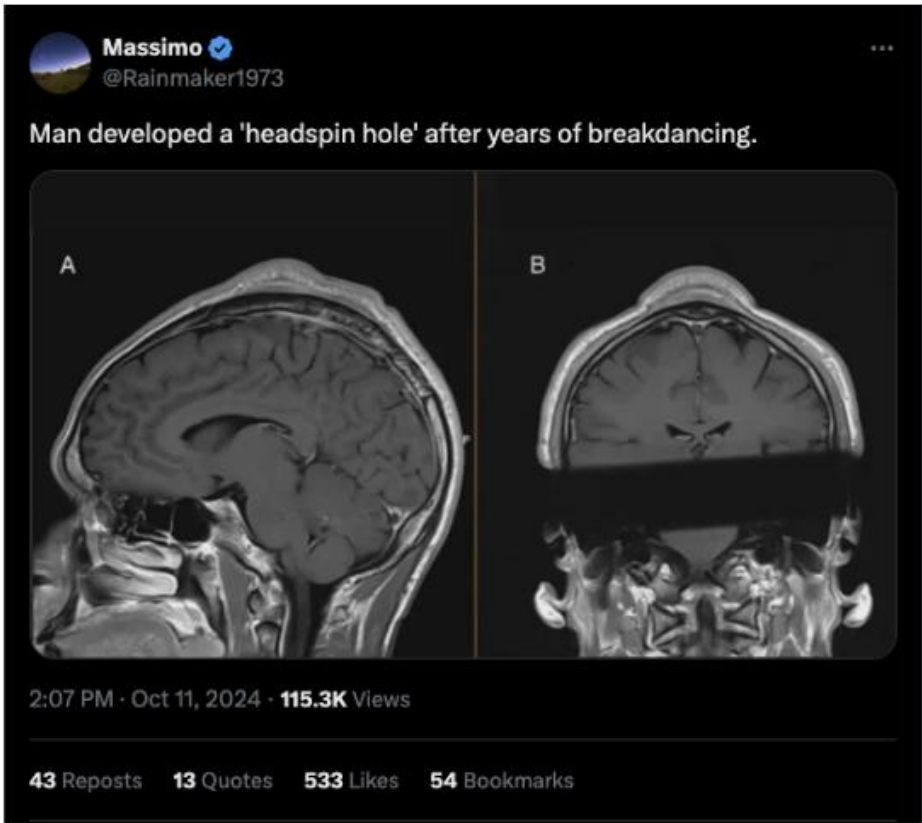 Massimo
@Rainmaker1973
Man developed a 'headspin hole' after years of breakdancing.
A
B
2:07 PM · Oct 11, 2024 · 115.3K Views
43 Reposts 13 Quotes 533 Likes 54 Bookmarks